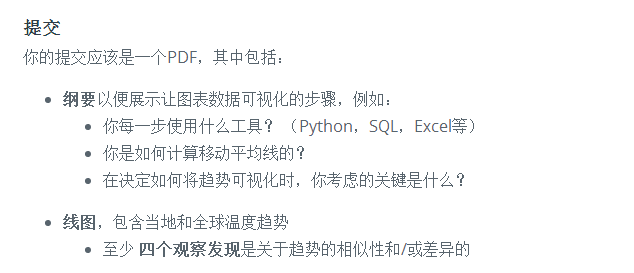 提交
你的提交应该是一个PDF，其中包括：
纲要以便展示让图表数据可视化的步骤，例如：
你每一步使用什么工具？（Python，SQL，Excel等）
你是如何计算移动平均线的？
在决定如何将趋势可视化时，你考虑的关键是什么？
线图，包含当地和全球温度趋势
至少 四个观察发现是关于趋势的相似性和/或差异的